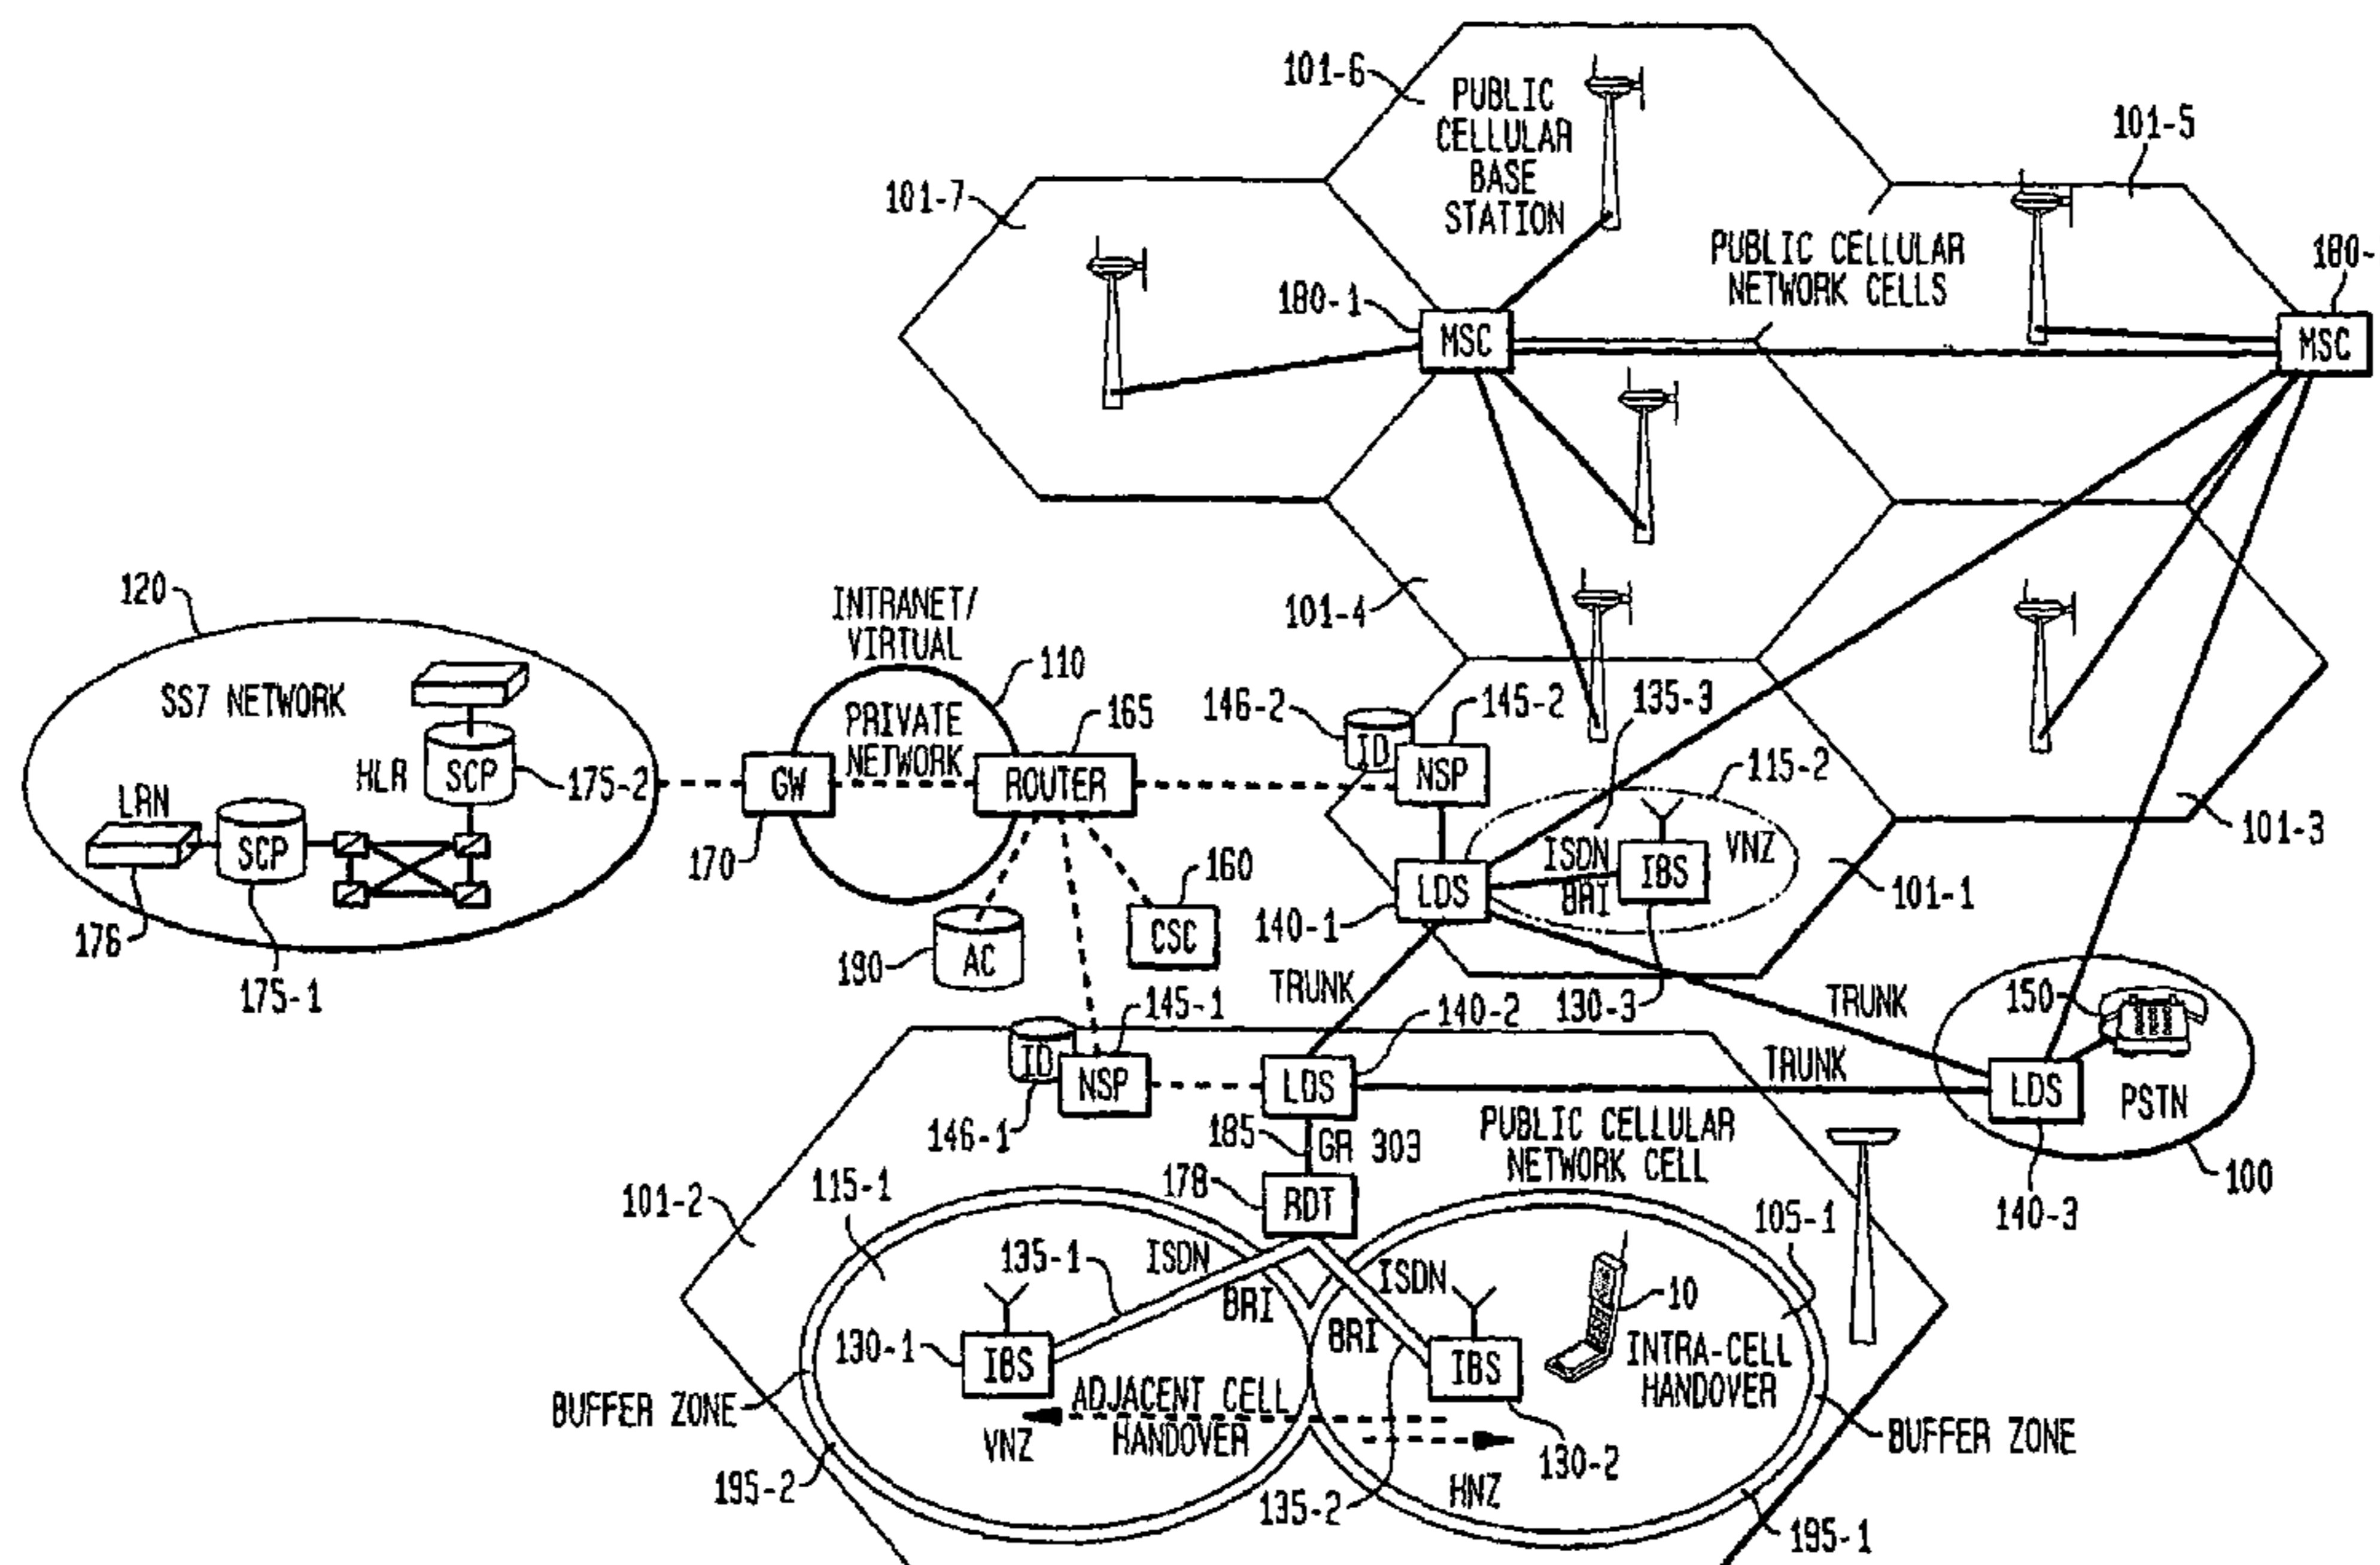 101-6
PUBLIC
CELLULAR
BASE
STATION
101-5
101-7
PUBLIC CELLULAR
NETWORK CELLS
180-
180-1
MSC
MSC
120
INTRANET/
VIRTUAL
110
101-4
SS7 NETWORK
PRIVATE
NETWORK
165
146-2
145-2
135-3
ID
HLR
SCP
175-2
GW
ROUTER
NSP
115-2
LRN
SCP
170
160
ISDN
BRI
IBS
VNZ
101-3
LDS
140-1
101-1
176
175-1
190
AC
CSC
TRUNK
130-3
TRUNK
150
145-1
140-2
ID
NSP
LDS
TRUNK
LDS
PSTN
146-1
185
GR 303
PUBLIC CELLULAR
NETWORK CELL
100
140-3
101-2
115-1
178
RDT
105-1
135-1
ISDN
BRI
ISDN
BRI
10
130-1
IBS
IBS
INTRA-CELL
HANDOVER
BUFFER ZONE
ADJACENT CELL
HANDOVER
VNZ
BUFFER ZONE
195-2
135-2
HNZ
130-2
195-1